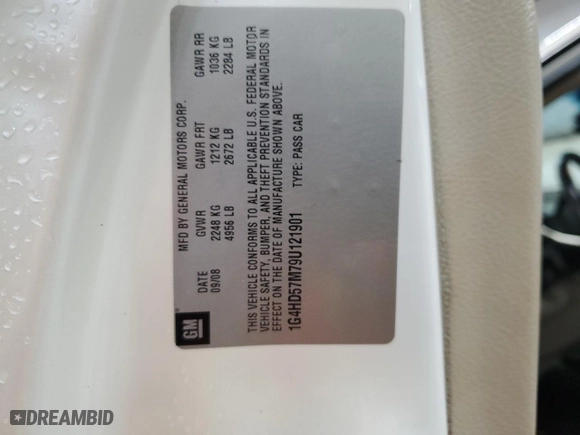 MFD BY GENERAL MOTORS CORP.
DATE GVWR GAWR FRT GAWR RR
09/08 2248 KG 1212 KG 1036 KG
4956 LB 2672 LB 2284 LB
THIS VEHICLE CONFORMS TO ALL APPLICABLE U.S. FEDERAL MOTOR
VEHICLE SAFETY, BUMPER, AND THEFT PREVENTION STANDARDS IN
EFFECT ON THE DATE OF MANUFACTURE SHOWN ABOVE.
1G4HD57M79U121901 TYPE: PASS CAR
GM
DREAMBID